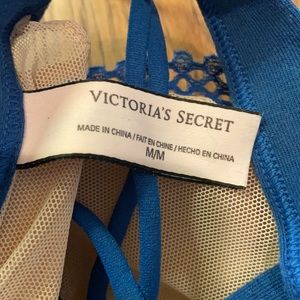 VICTORIA'S SECRET
MADE IN CHINA / FAIT EN CHINE / HECHO EN CHINA
M/M